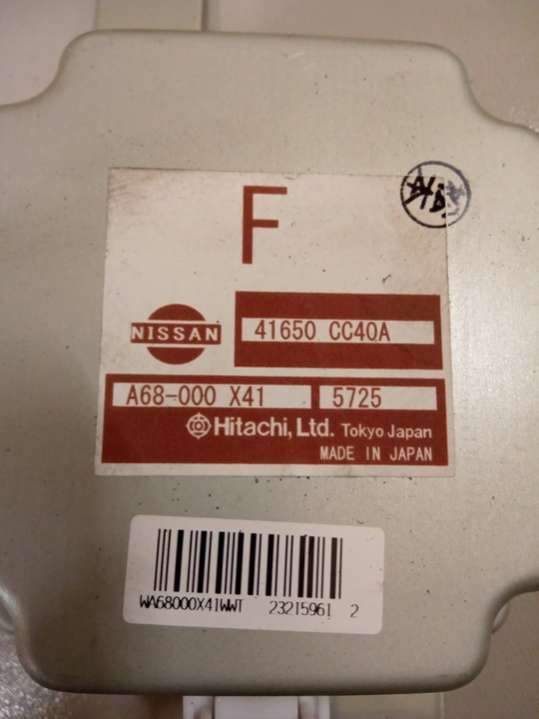 F
NISSAN
41650 CC40A
A68-000 X41
5725
Hitachi, Ltd. Tokyo Japan
MADE IN JAPAN
WA68000X41WWT 23215961 2